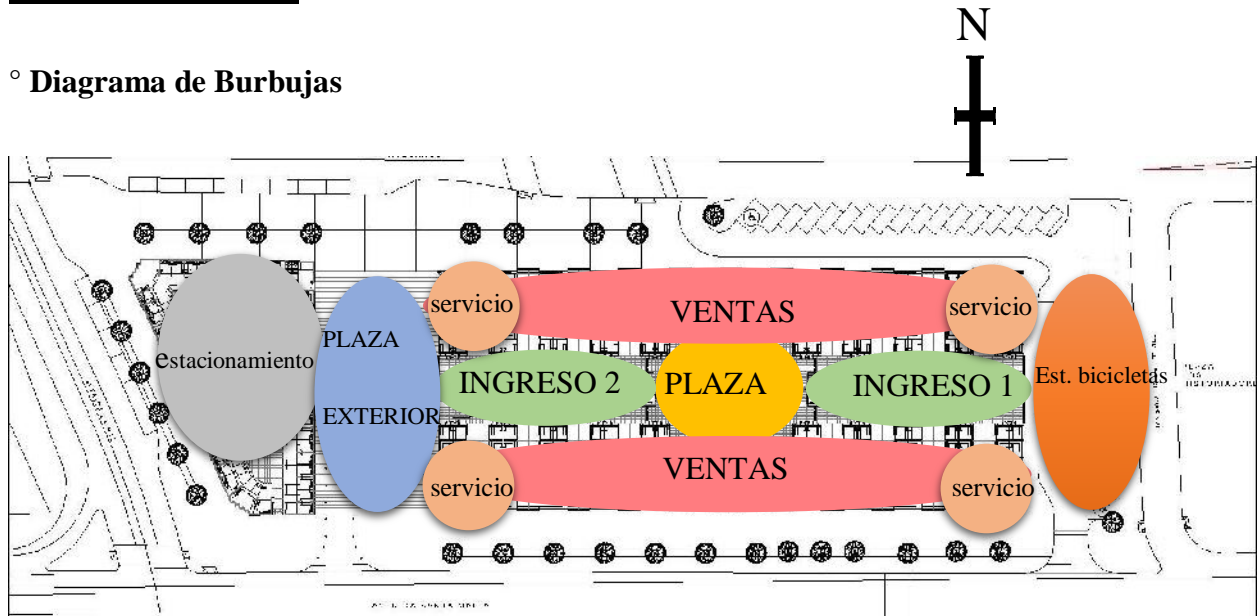 N
° Diagrama de Burbujas
servicio
VENTAS
servicio
estacionamiento
PLAZA
EXTERIOR
INGRESO 2
PLAZA
INGRESO 1
Est. bicicletas
servicio
VENTAS
servicio